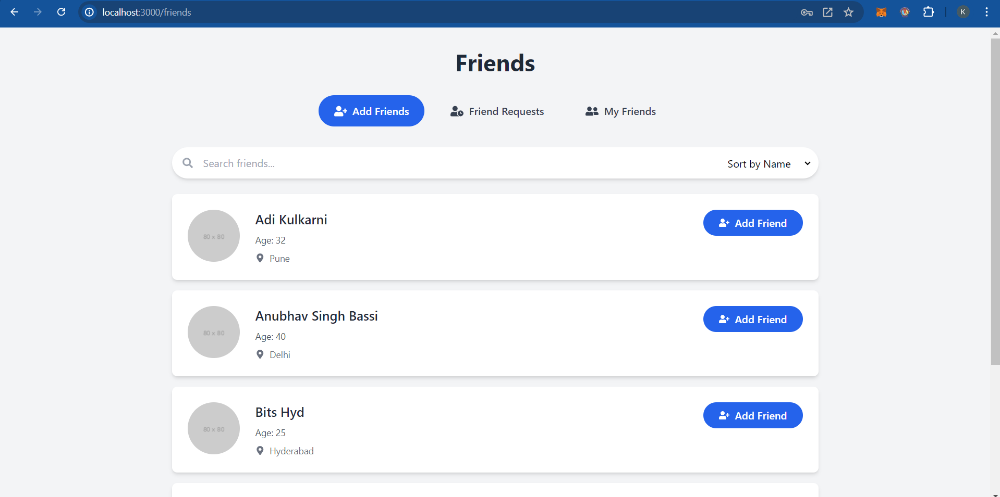 localhost:3000/friends
K
Friends
Add Friends
Friend Requests
My Friends
Search friends...
Sort by Name
80 x 80
Adi Kulkarni
Age: 32
Pune
Add Friend
80 x 80
Anubhav Singh Bassi
Age: 40
Delhi
Add Friend
80 x 80
Bits Hyd
Age: 25
Hyderabad
Add Friend